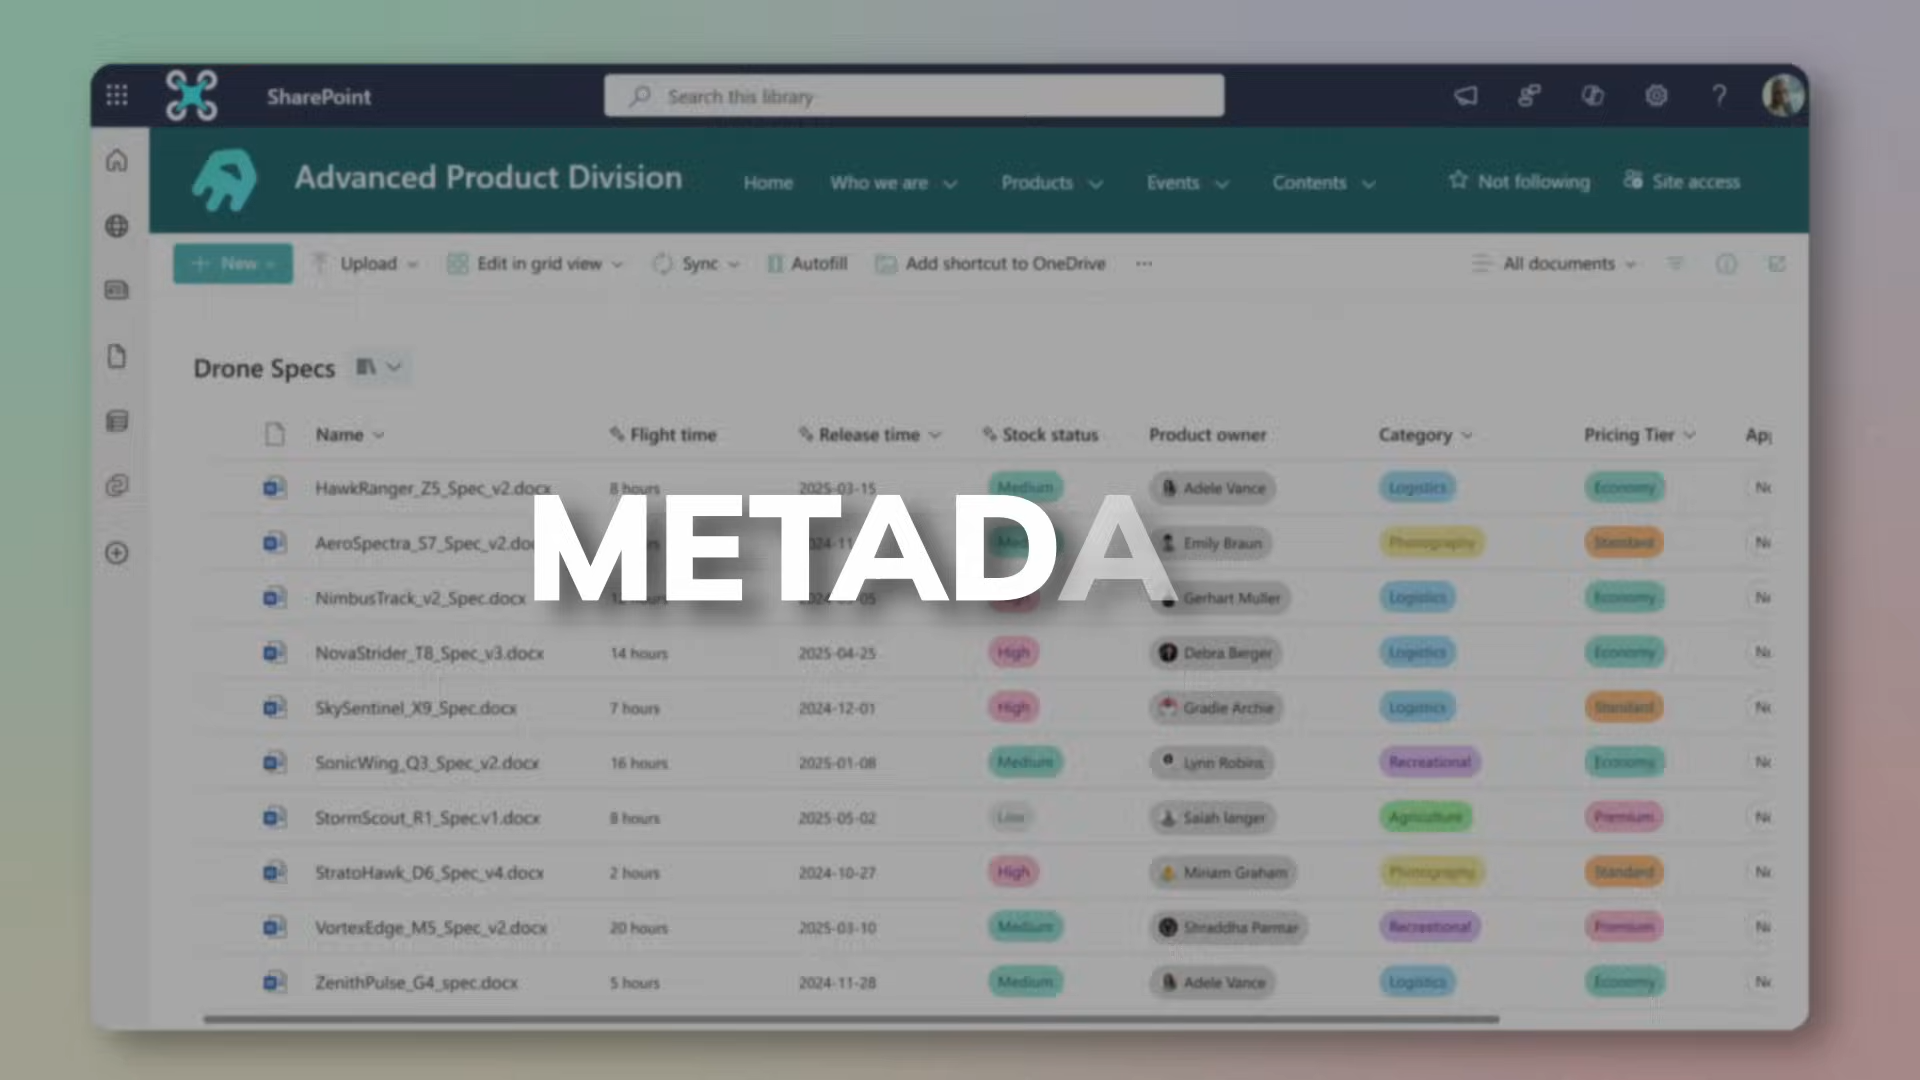 SharePoint
Search this library
Advanced Product Division
Home
Who we are
Products
Events
Contents
Not following
Site access
New
Upload
Edit in grid view
Sync
Autofill
Add shortcut to OneDrive
All documents
Drone Specs
Name
Flight time
Release time
Stock status
Product owner
Category
Pricing Tier
HawkRanger_Z5_Spec_v2.docx 8 hours 2025-03-15 Medium Adele Vance Logistics Economy
AeroSpectra_S7_Spec_v2.do Emily Braun Photography Standard
METADA
NimbusTrack_v2_Spec.docx Gerhart Muller Logistics Economy
NovaStrider_T8_Spec_v3.docx 14 hours 2025-04-25 High Debra Berger Logistics Economy
SkySentinel_X9_Spec.docx 7 hours 2024-12-01 High Gradie Archie Logistics Standard
SonicWing_Q3_Spec_v2.docx 16 hours 2025-01-08 Medium Lynn Robins Recreational Economy
StormScout_R1_Spec.v1.docx 8 hours 2025-05-02 Low Salah langer Agriculture Premium
StratoHawk_D6_Spec_v4.docx 2 hours 2024-10-27 High Miriam Graham Photography Standard
VortexEdge_M5_Spec_v2.docx 20 hours 2025-03-10 Medium Shraddha Parmar Recreational Premium
ZenithPulse_G4_spec.docx 5 hours 2024-11-28 Medium Adele Vance Logistics Economy